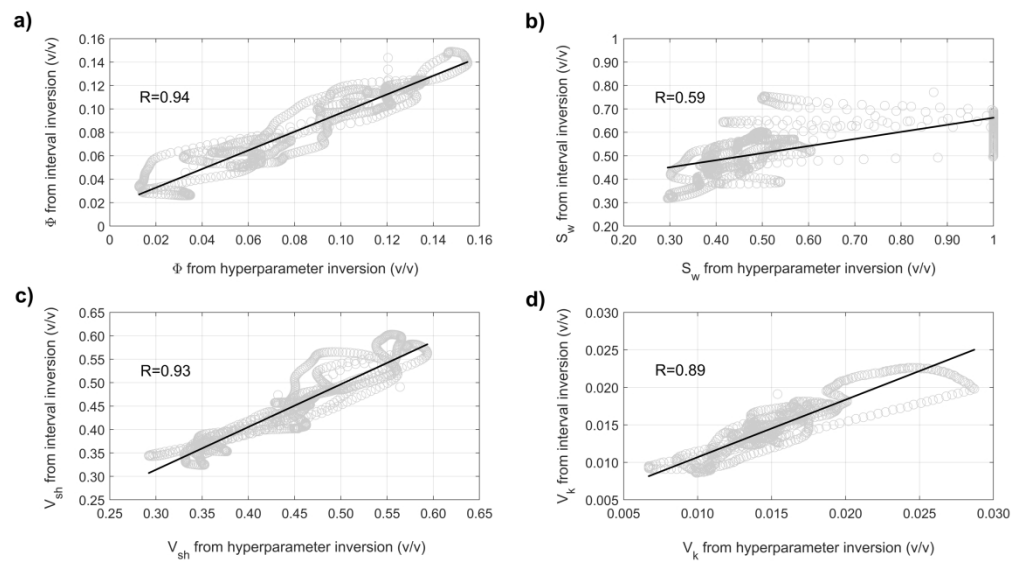 a)
Φ from interval inversion (v/v)
0.16
0.14
0.12
0.10
0.08
0.06
0.04
0.02
0
R=0.94
0 0.02 0.04 0.06 0.08 0.10 0.12 0.14 0.16
Φ from hyperparameter inversion (v/v)
b)
S_w from interval inversion (v/v)
1
0.90
0.80
0.70
0.60
0.50
0.40
0.30
0.20
R=0.59
0.20 0.30 0.40 0.50 0.60 0.70 0.80 0.90 1
S_w from hyperparameter inversion (v/v)
c)
V_sh from interval inversion (v/v)
0.65
0.60
0.55
0.50
0.45
0.40
0.35
0.30
0.25
R=0.93
0.25 0.30 0.35 0.40 0.45 0.50 0.55 0.60 0.65
V_sh from hyperparameter inversion (v/v)
d)
V_k from interval inversion (v/v)
0.030
0.025
0.020
0.015
0.010
0.005
R=0.89
0.005 0.010 0.015 0.020 0.025 0.030
V_k from hyperparameter inversion (v/v)